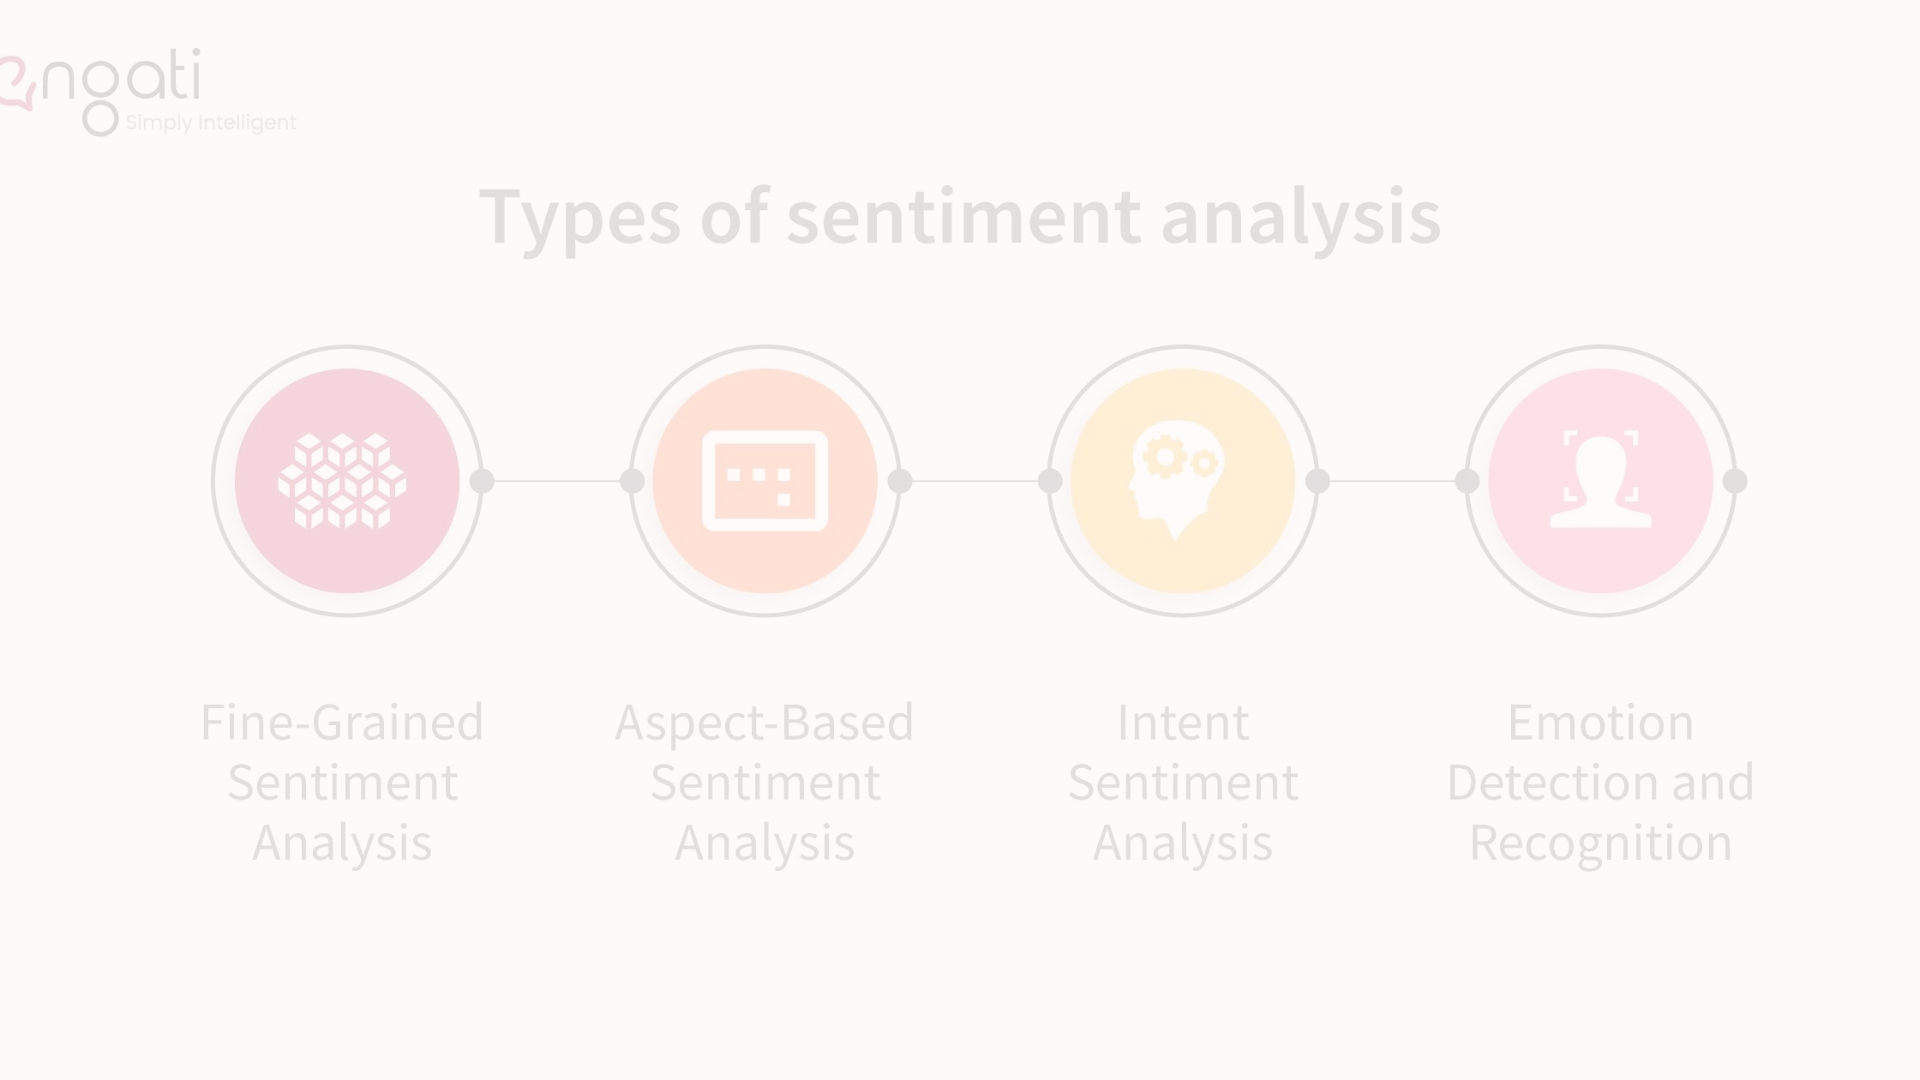 engati
Simply Intelligent
Types of sentiment analysis
Fine-Grained
Sentiment
Analysis
Aspect-Based
Sentiment
Analysis
Intent
Sentiment
Analysis
Emotion
Detection and
Recognition